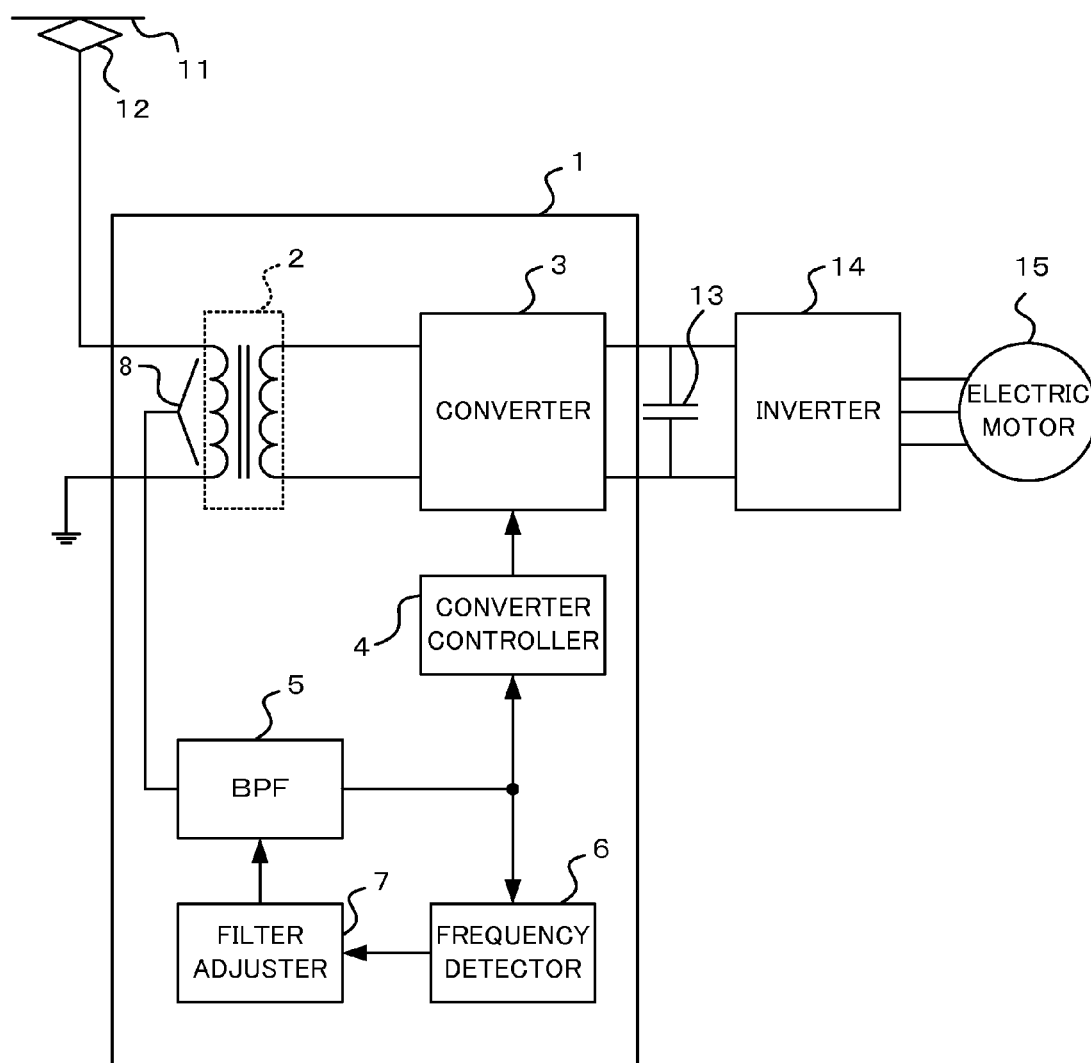 11
12
1
2
3
13
14
15
8
CONVERTER
INVERTER
ELECTRIC
MOTOR
4
CONVERTER
CONTROLLER
5
BPF
6
7
FILTER
ADJUSTER
FREQUENCY
DETECTOR